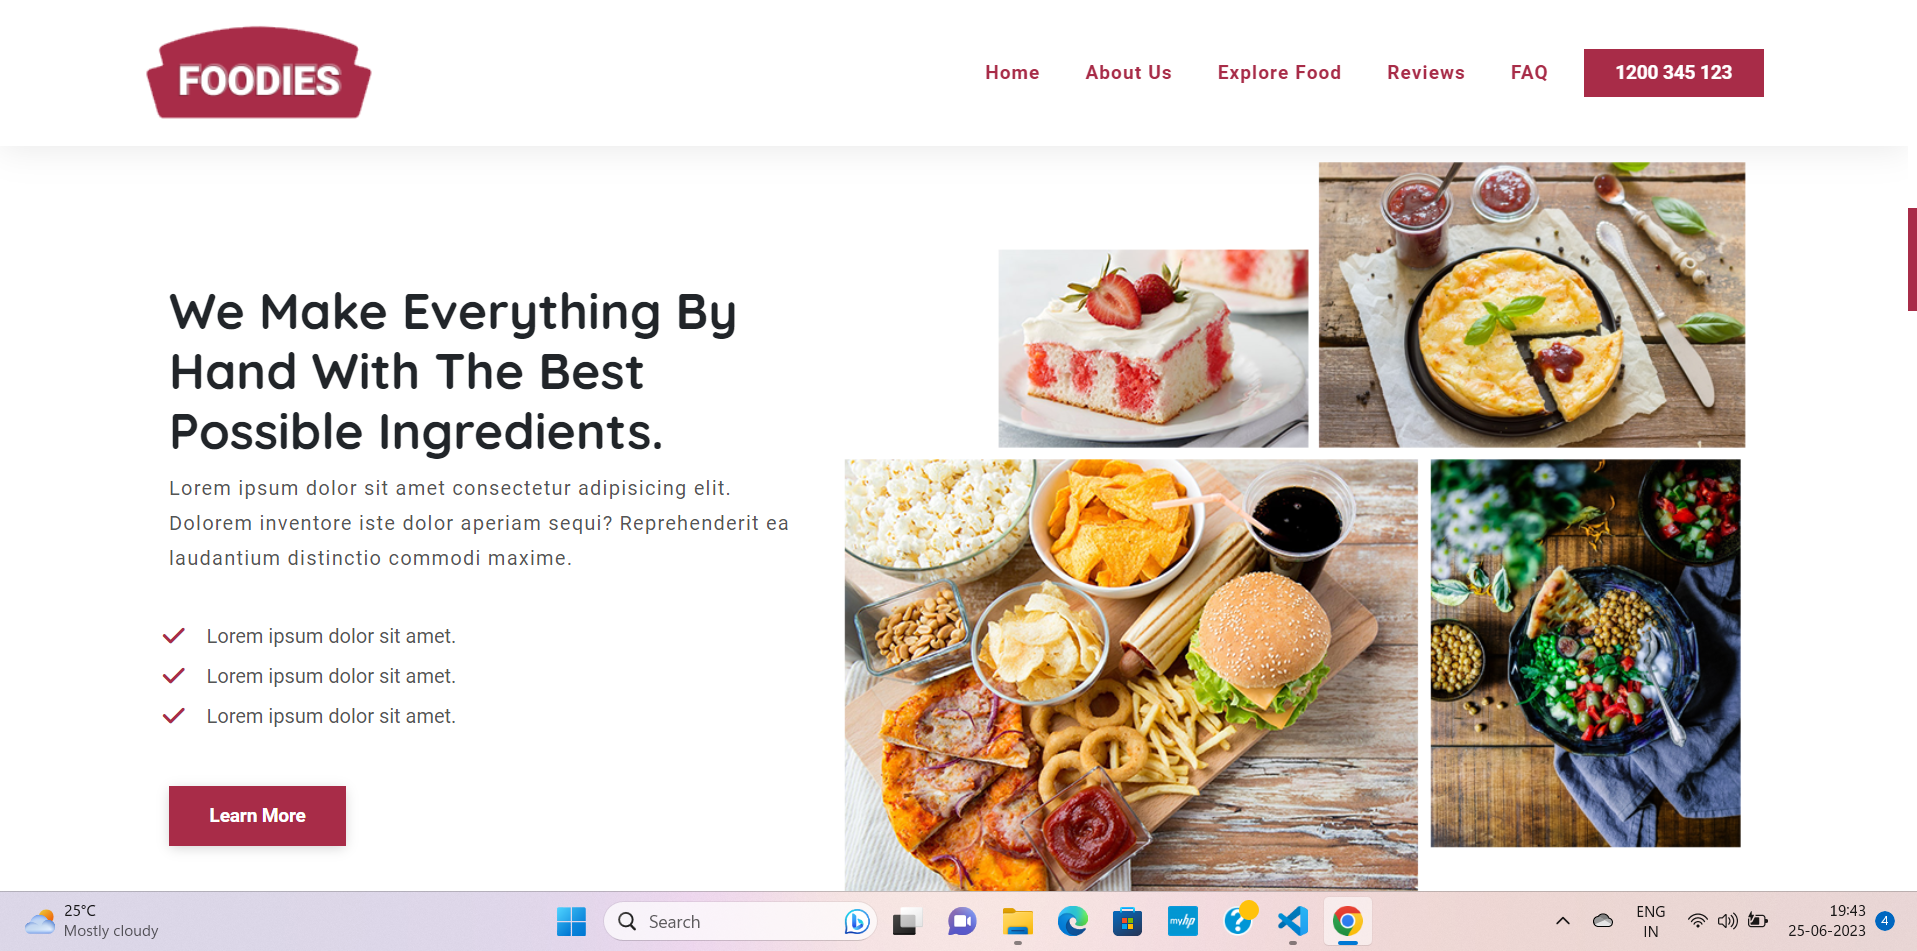 FOODIES
Home About Us Explore Food Reviews FAQ 1200 345 123
We Make Everything By
Hand With The Best
Possible Ingredients.
Lorem ipsum dolor sit amet consectetur adipisicing elit.
Dolorem inventore iste dolor aperiam sequi? Reprehenderit ea
laudantium distinctio commodi maxime.
Lorem ipsum dolor sit amet.
Lorem ipsum dolor sit amet.
Lorem ipsum dolor sit amet.
Learn More
25°C
Mostly cloudy
Search
myhp
ENG
IN
19:43
25-06-2023
4